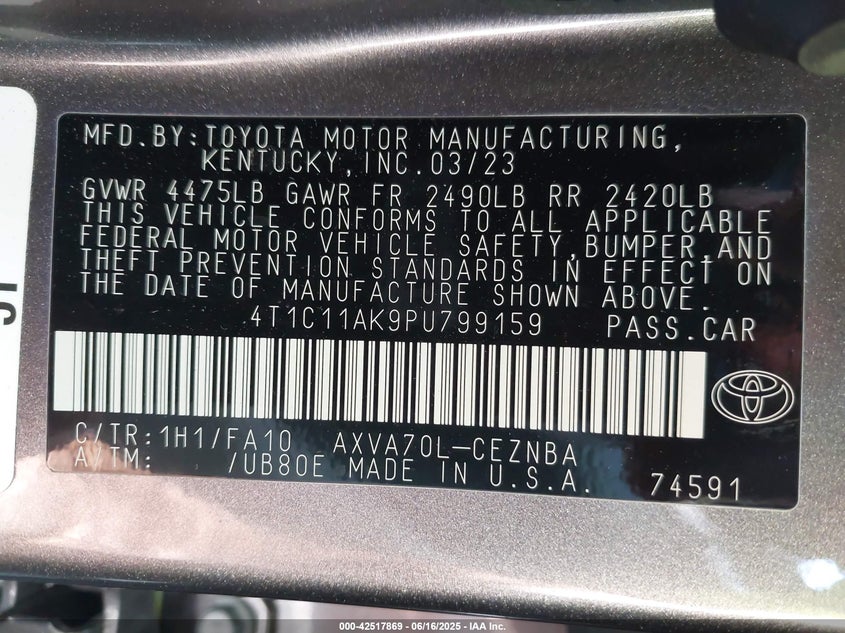 MFD.BY:TOYOTA MOTOR MANUFACTURING,
KENTUCKY,INC.03/23
GVWR 4475LB GAWR FR 2490LB RR 2420LB
THIS VEHICLE CONFORMS TO ALL APPLICABLE
FEDERAL MOTOR VEHICLE SAFETY,BUMPER,AND
THEFT PREVENTION STANDARDS IN EFFECT ON
THE DATE OF MANUFACTURE SHOWN ABOVE.
4T1C11AK9PU799159 PASS.CAR
C/TR:1H1/FA10 AXVA70L-CEZNBA
A/TM: /UB80E MADE IN U.S.A. 74591
000-42517869 | 06/16/2025 - IAA Inc.